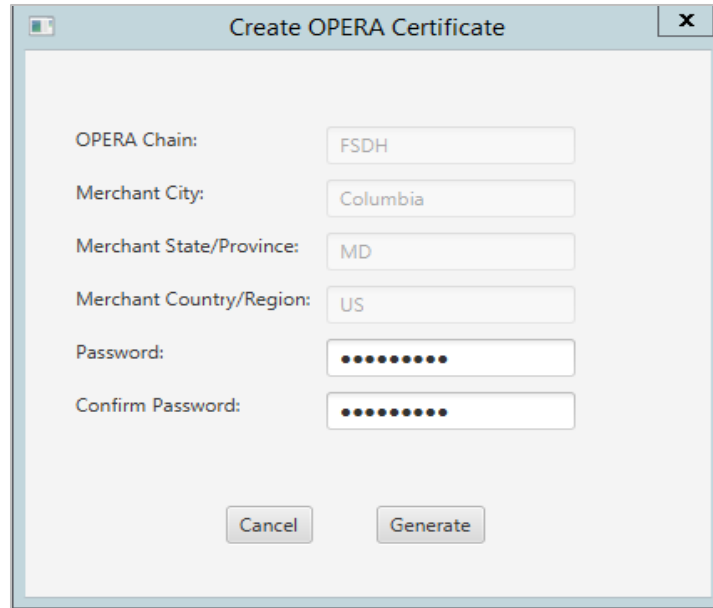 Create OPERA Certificate
x
OPERA Chain: FSDH
Merchant City: Columbia
Merchant State/Province: MD
Merchant Country/Region: US
Password: •••••••••
Confirm Password: •••••••••
Cancel Generate